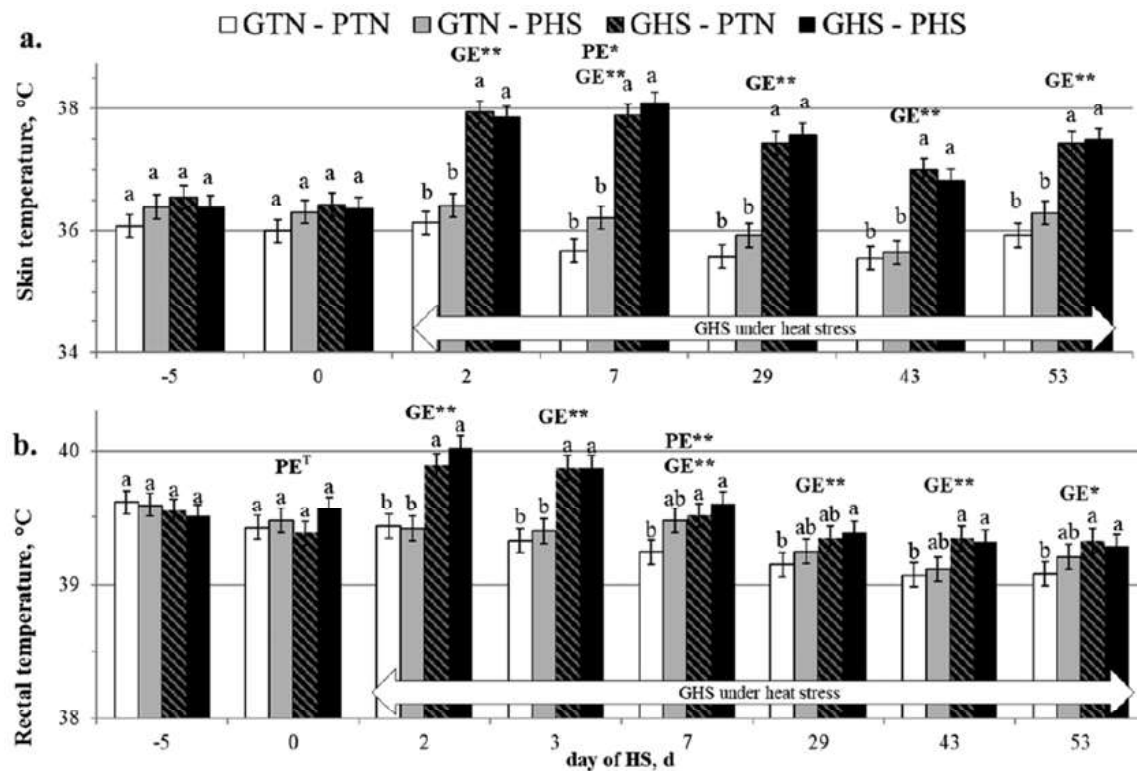 GTN - PTN GTN - PHS GHS - PTN GHS - PHS
a.
GE** PE* GE** GE** GE** GE**
Skin temperature, °C
38
36
34
a a a a a a a a b b a a b b a a b b a a b b a a b b a a
GHS under heat stress
-5 0 2 7 29 43 53
b.
PE^T GE** GE** PE** GE** GE** GE** GE*
Rectal temperature, °C
40
39
38
a a a a a a a a b b a a b b a a b ab a a b ab ab a b ab a a b ab a a
GHS under heat stress
-5 0 2 3 7 29 43 53
day of HS, d